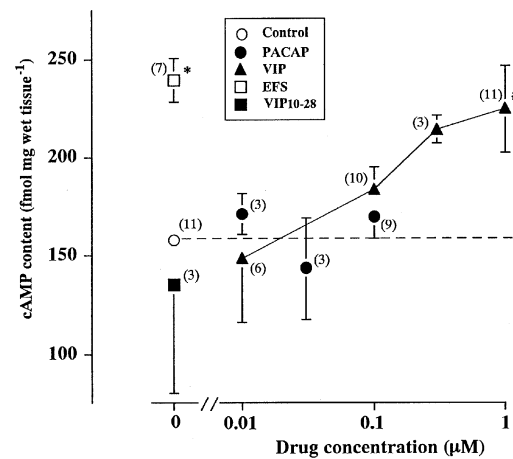 Control
PACAP
VIP
EFS
VIP10-28
cAMP content (fmol mg wet tissue-1)
250
200
150
100
(7) *
(11)
(3)
(3)
(6)
(3)
(10)
(9)
(3)
(11)
0 // 0.01 0.1 1
Drug concentration (μM)